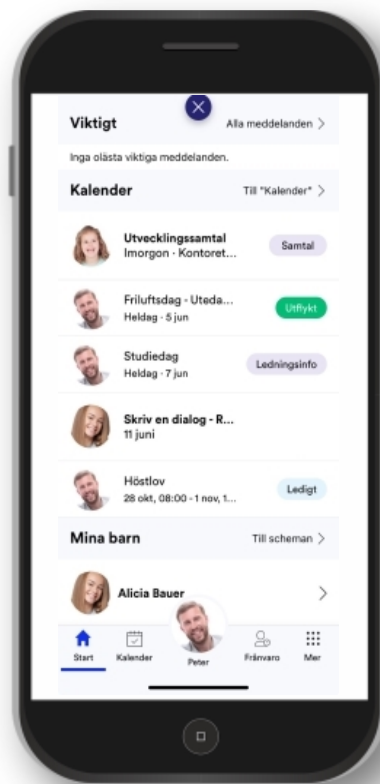 Viktigt
Alla meddelanden >
Inga olästa viktiga meddelanden.
Kalender
Till "Kalender" >
Utvecklingssamtal
Imorgon · Kontoret...
Samtal
Friluftsdag - Uteda...
Heldag · 5 jun
Utflykt
Studiedag
Heldag · 7 jun
Ledningsinfo
Skriv en dialog - R...
11 juni
Höstlov
28 okt, 08:00 - 1 nov, 1...
Ledigt
Mina barn
Till scheman >
Alicia Bauer
Start
Kalender
Peter
Frånvaro
Mer